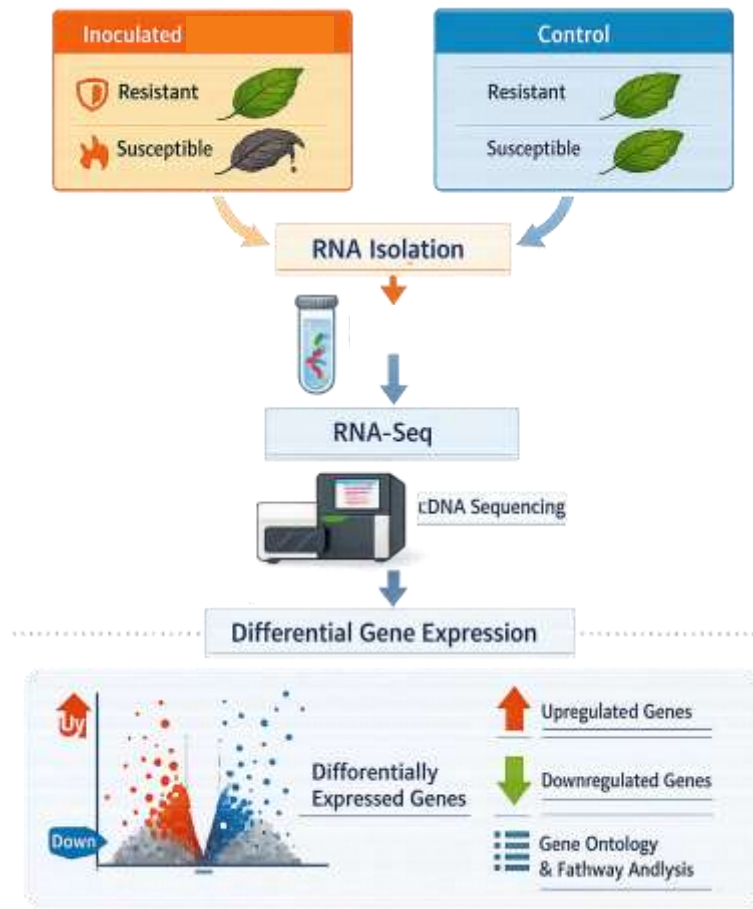 Inoculated
Control
Resistant
Resistant
Susceptible
Susceptible
RNA Isolation
RNA-Seq
cDNA Sequencing
Differential Gene Expression
Uy
Upregulated Genes
Difforentially
Expressed Genes
Downregulated Genes
Down
Gene Ontology
& Fathway Andlysis